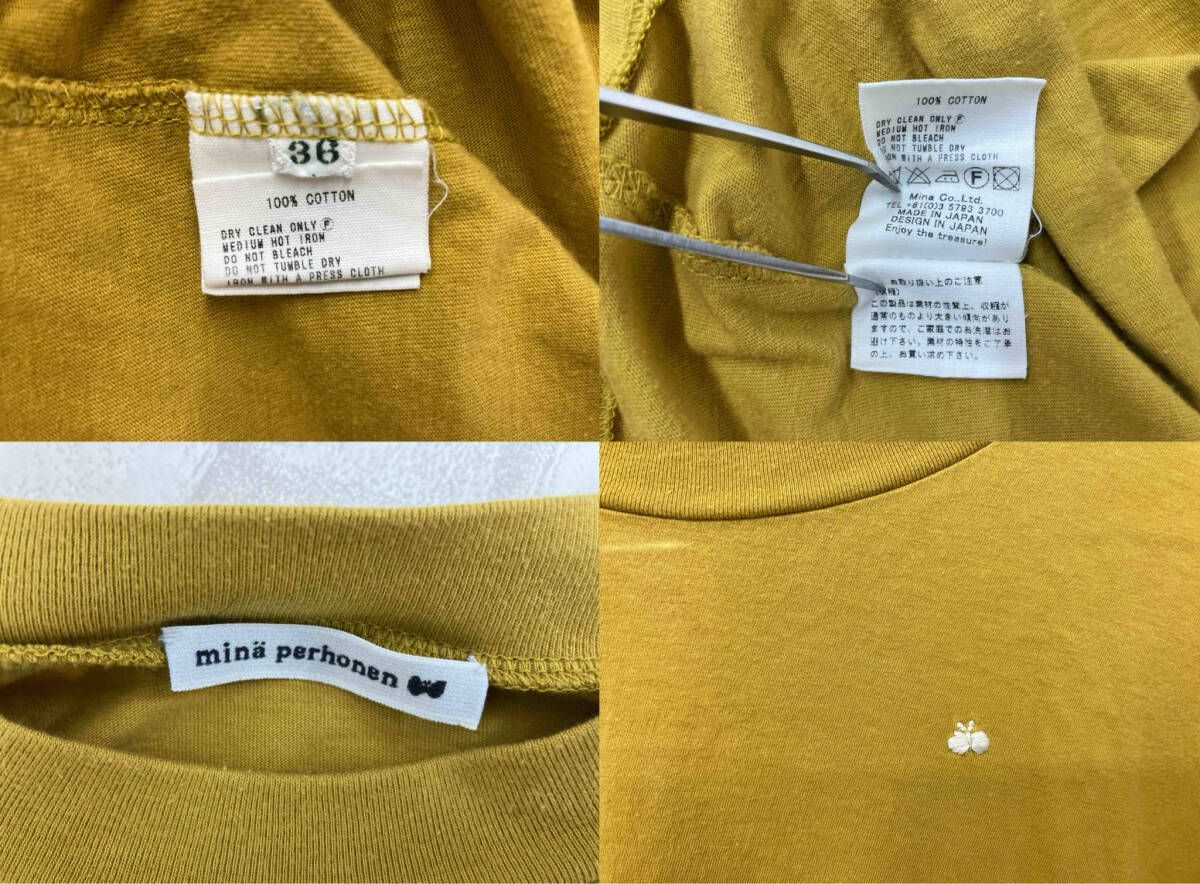 36
100% COTTON
DRY CLEAN ONLY Ⓕ
MEDIUM HOT IRON
DO NOT BLEACH
DO NOT TUMBLE DRY
IRON WITH A PRESS CLOTH
100% COTTON
DRY CLEAN ONLY Ⓕ
MEDIUM HOT IRON
DO NOT BLEACH
NOT TUMBLE DRY
IRON WITH A PRESS CLOTH
F
Mina Co.,Ltd.
TEL +81(0)3 5793 3700
MADE IN JAPAN
DESIGN IN JAPAN
Enjoy the treasure!
お取り扱い上のご注意
(収縮)
この製品は素材の性質上、収縮が
通常のものより大きい傾向があり
ますので、ご家庭でのお洗濯はお
避け下さい。素材の特性をご了承
の上、お買い求め下さい。
minä perhonen